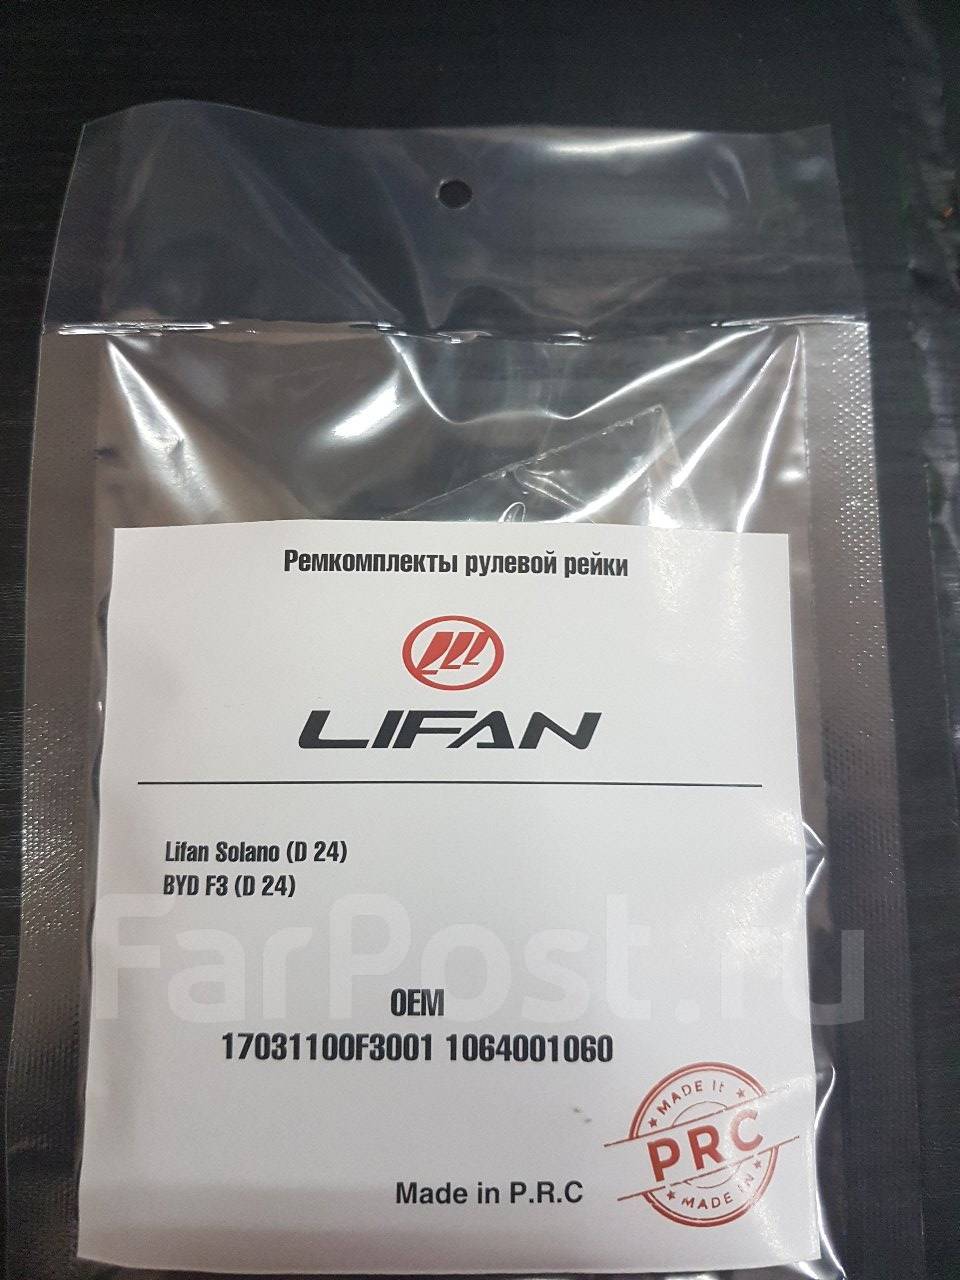 Ремкомплекты рулевой рейки
LIFAN
Lifan Solano (D 24)
BYD F3 (D 24)
FarPost.ru
OEM
17031100F3001 1064001060
MADE It
PRC
MADE IN
Made in P.R.C